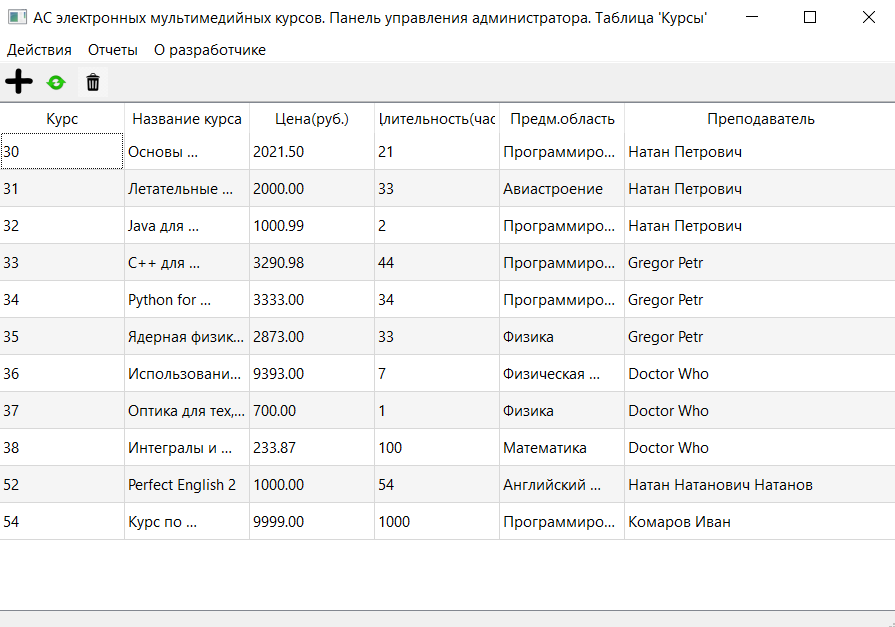 АС электронных мультимедийных курсов. Панель управления администратора. Таблица 'Курсы'
Действия Отчеты О разработчике
Курс Название курса Цена(руб.) длительность(час Предм.область Преподаватель
30 Основы ... 2021.50 21 Программиро... Натан Петрович
31 Летательные ... 2000.00 33 Авиастроение Натан Петрович
32 Java для ... 1000.99 2 Программиро... Натан Петрович
33 C++ для ... 3290.98 44 Программиро... Gregor Petr
34 Python for ... 3333.00 34 Программиро... Gregor Petr
35 Ядерная физик... 2873.00 33 Физика Gregor Petr
36 Использовани... 9393.00 7 Физическая ... Doctor Who
37 Оптика для тех,... 700.00 1 Физика Doctor Who
38 Интегралы и ... 233.87 100 Математика Doctor Who
52 Perfect English 2 1000.00 54 Английский ... Натан Натанович Натанов
54 Курс по ... 9999.00 1000 Программиро... Комаров Иван